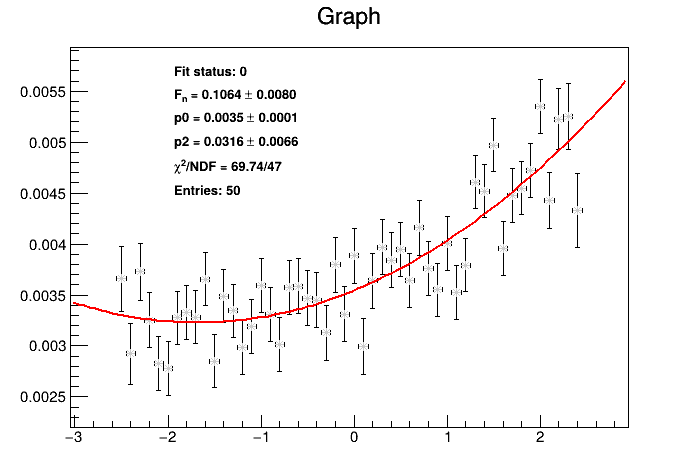 Graph
Fit status: 0
Fn = 0.1064 ± 0.0080
p0 = 0.0035 ± 0.0001
p2 = 0.0316 ± 0.0066
χ²/NDF = 69.74/47
Entries: 50
0.0055
0.005
0.0045
0.004
0.0035
0.003
0.0025
−3 −2 −1 0 1 2